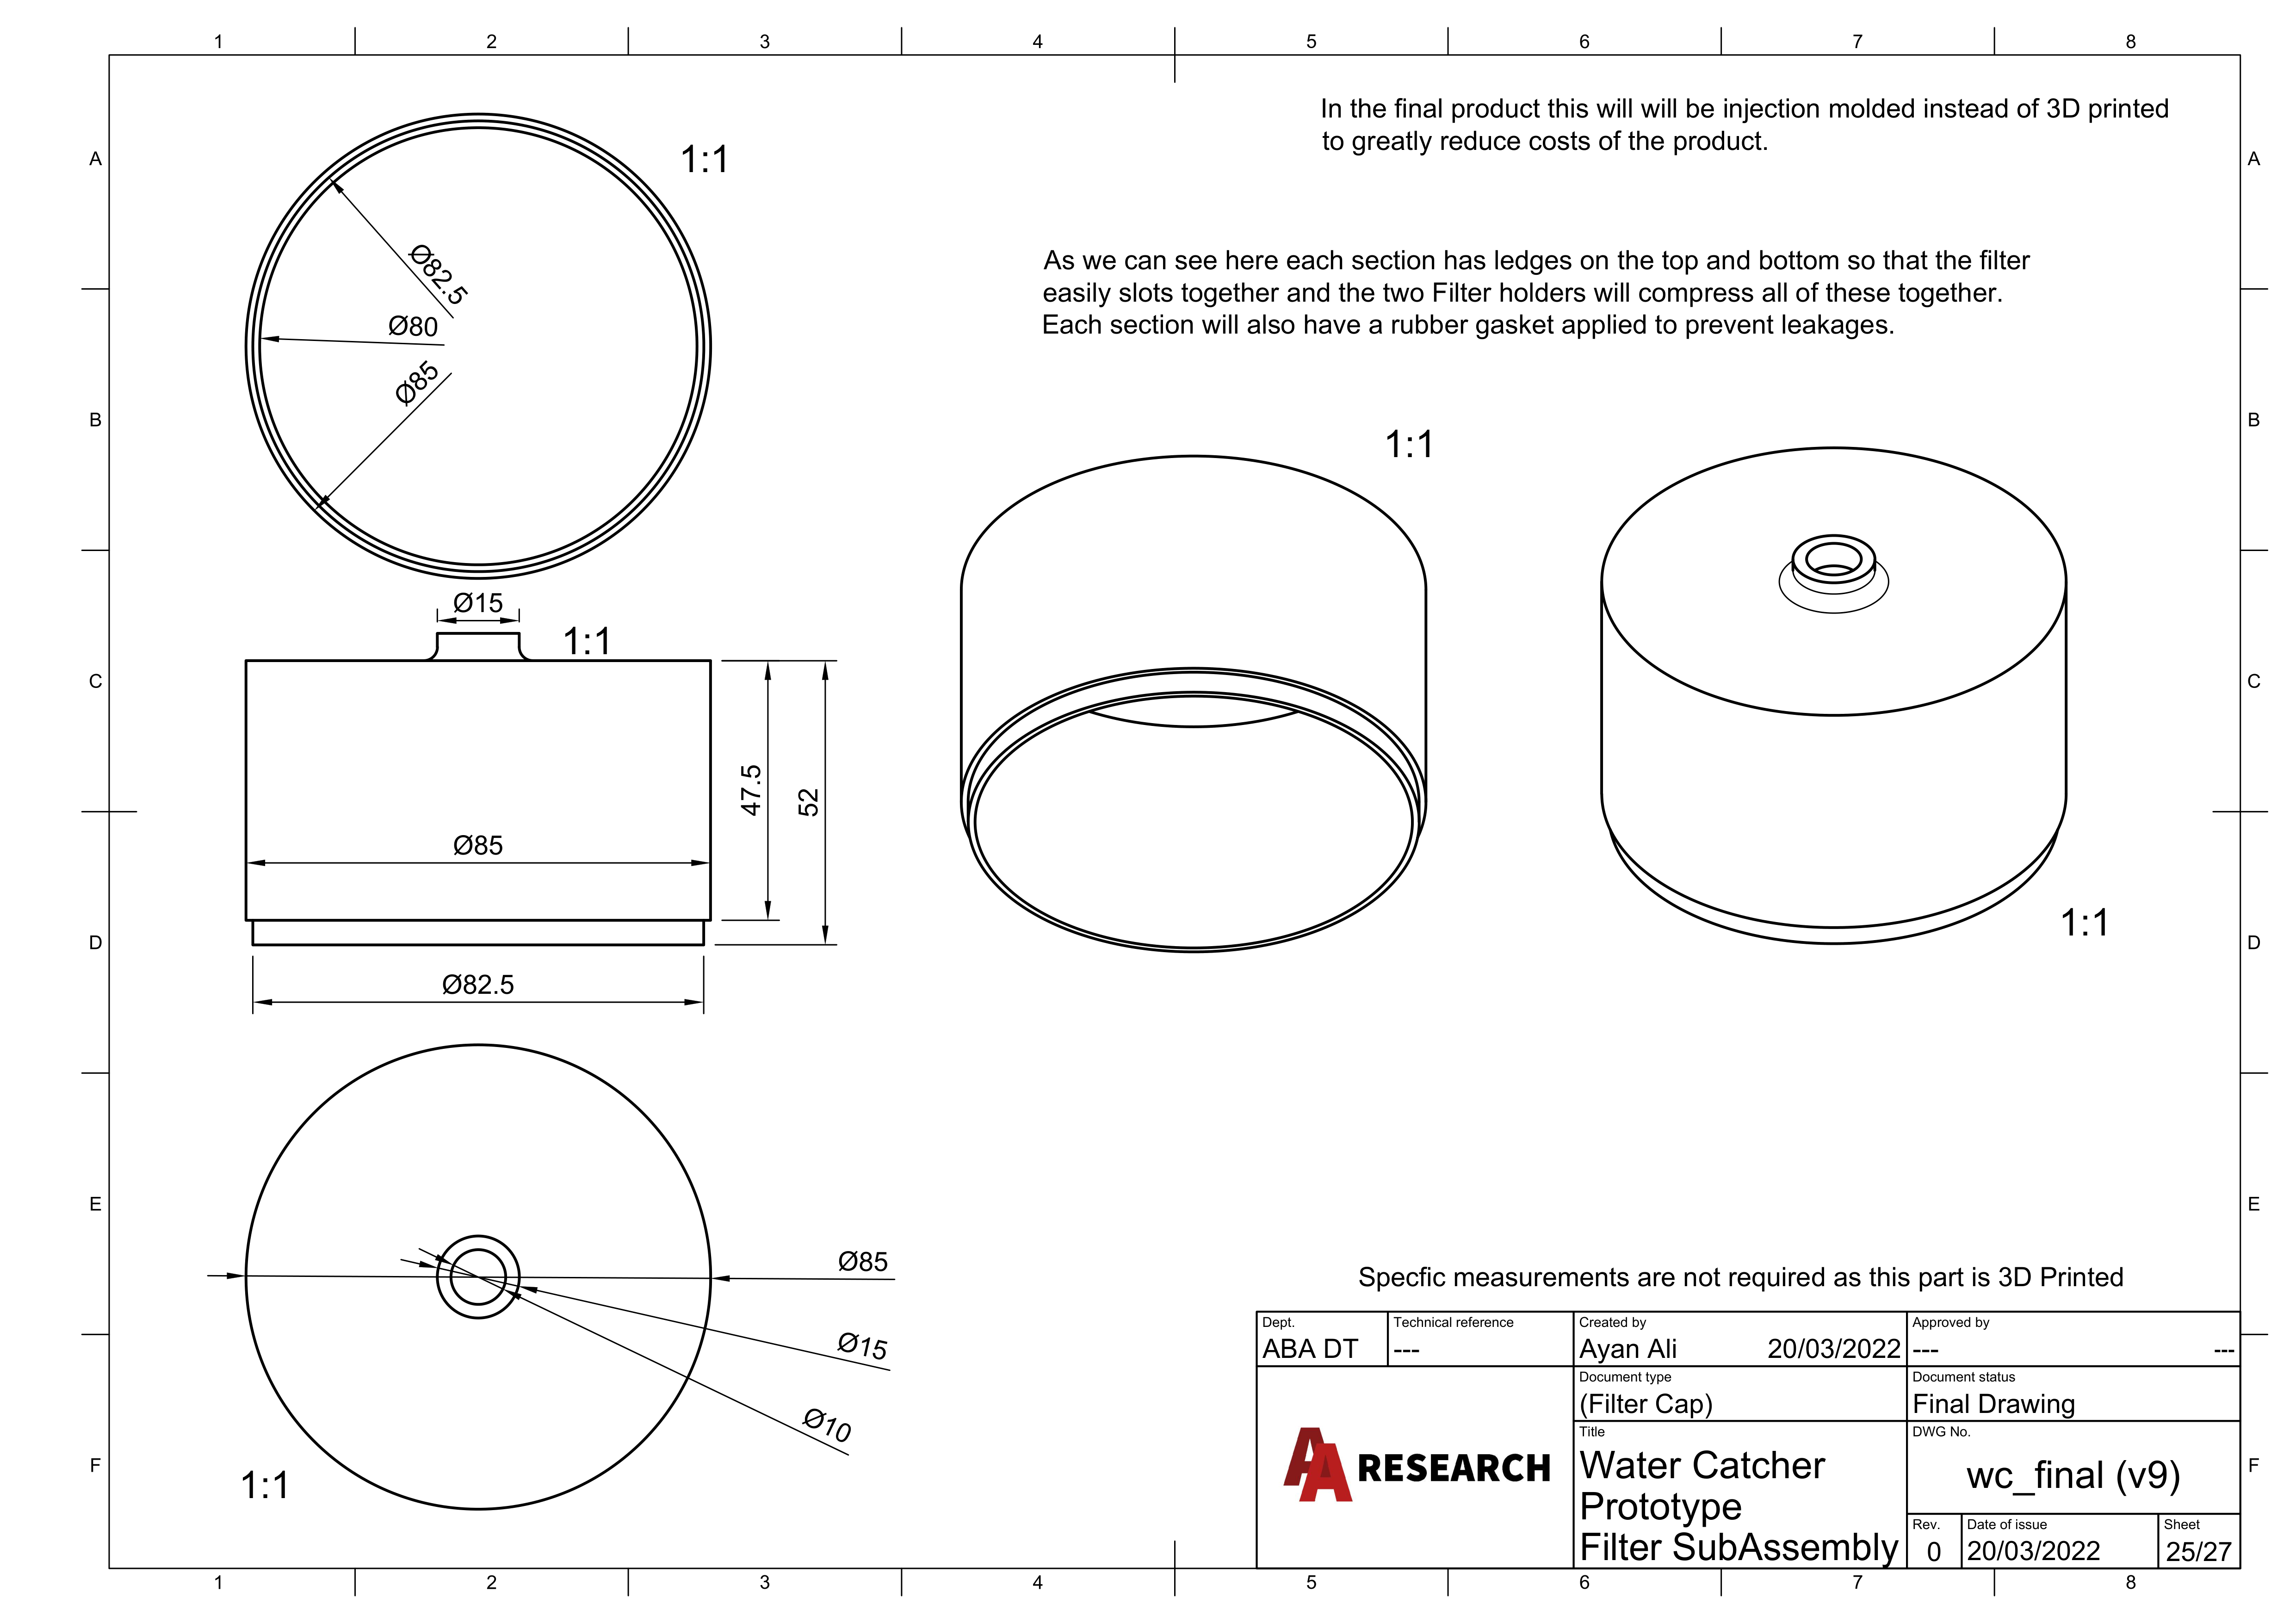 1 2 3 4 5 6 7 8
In the final product this will will be injection molded instead of 3D printed
to greatly reduce costs of the product.
A
A
1:1
Ø82.5
Ø80
Ø85
As we can see here each section has ledges on the top and bottom so that the filter
easily slots together and the two Filter holders will compress all of these together.
Each section will also have a rubber gasket applied to prevent leakages.
B
B
1:1
Ø15
1:1
C
C
47.5
52
Ø85
1:1
D
D
Ø82.5
E
E
Ø85
Ø15
Ø10
1:1
F
F
Specfic measurements are not required as this part is 3D Printed
Dept.
ABA DT
Technical reference
---
Created by
Ayan Ali 20/03/2022
Approved by
--- ---
Document type
(Filter Cap)
Document status
Final Drawing
AA RESEARCH
Title
Water Catcher
Prototype
Filter SubAssembly
DWG No.
wc_final (v9)
Rev.
0
Date of issue
20/03/2022
Sheet
25/27
1 2 3 4 5 6 7 8